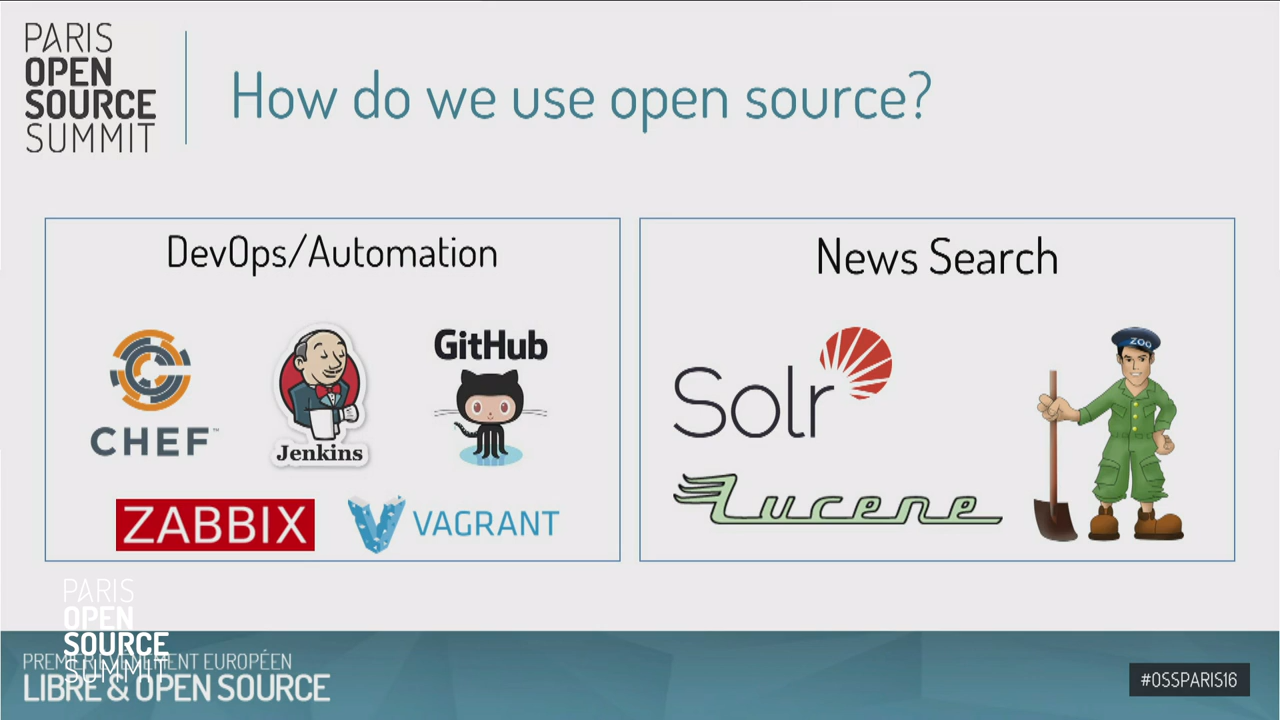 PARIS
OPEN
SOURCE
SUMMIT
How do we use open source?
DevOps/Automation
CHEF™
Jenkins
GitHub
ZABBIX
VAGRANT
News Search
Solr
Lucene
ZOO
PARIS
OPEN
SOURCE
SUMMIT
PREMIER ÉVÉNEMENT EUROPÉEN
LIBRE & OPEN SOURCE
#OSSPARIS16